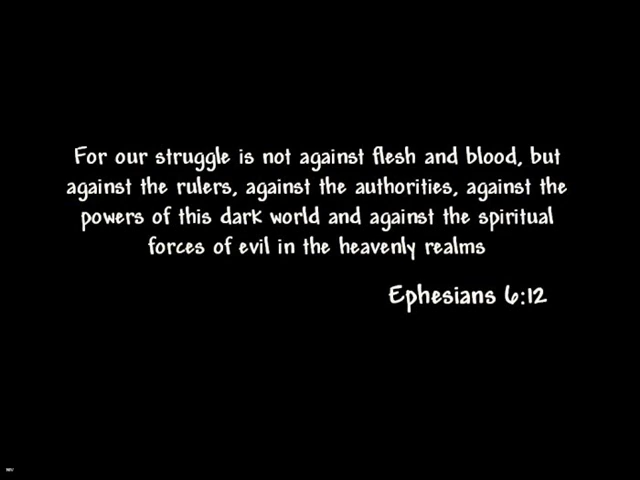 For our struggle is not against flesh and blood, but
against the rulers, against the authorities, against the
powers of this dark world and against the spiritual
forces of evil in the heavenly realms
Ephesians 6:12